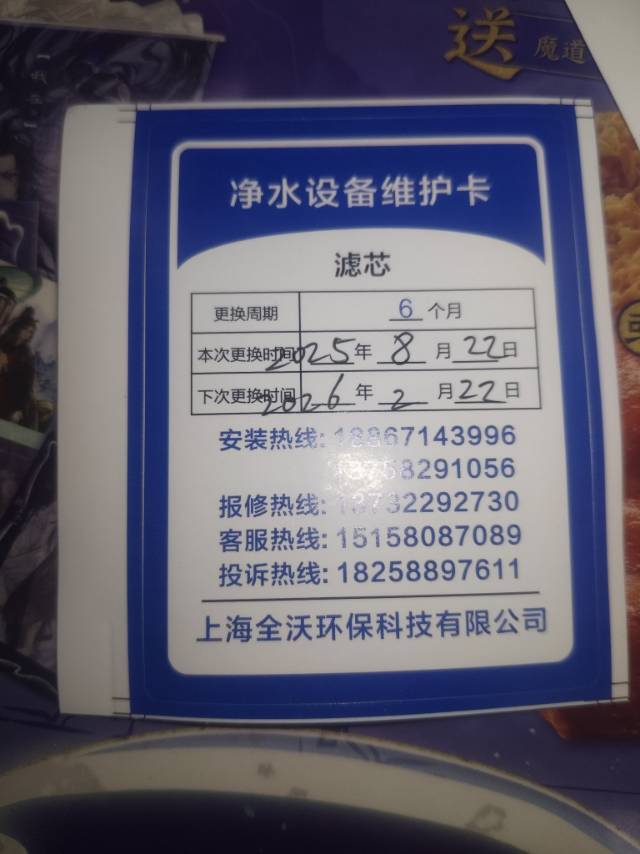 送 魔道
净水设备维护卡
滤芯
更换周期 6 个月
本次更换时间 2025年 8 月 22日
下次更换时间 2026年 2 月 22日
安装热线: 18867143996
报修热线: 13732292730
客服热线: 15158087089
投诉热线: 18258897611
上海全沃环保科技有限公司